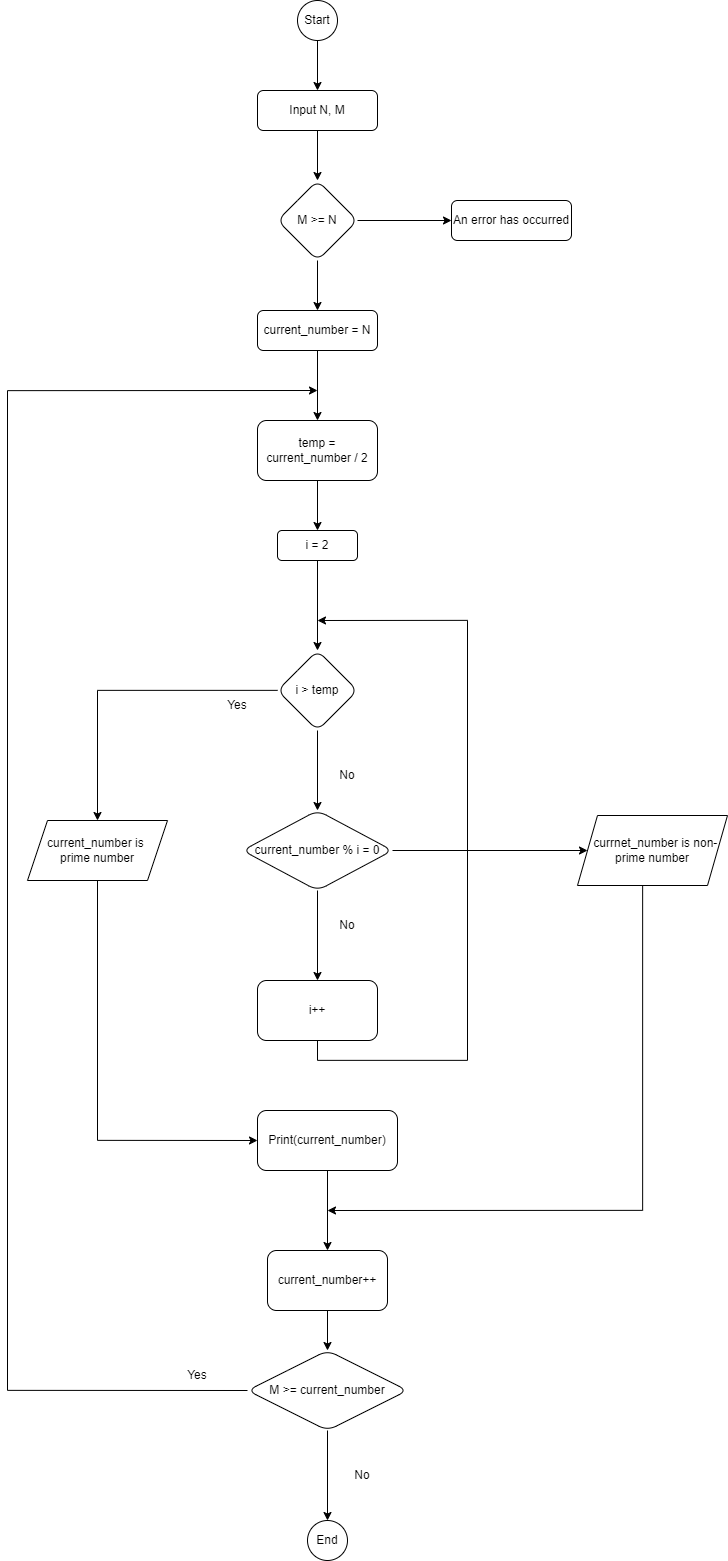 Start
Input N, M
M >= N
An error has occurred
current_number = N
temp =
current_number / 2
i = 2
i > temp
Yes
No
current_number is
prime number
current_number % i = 0
currnet_number is non-
prime number
No
i++
Print(current_number)
current_number++
Yes
M >= current_number
No
End